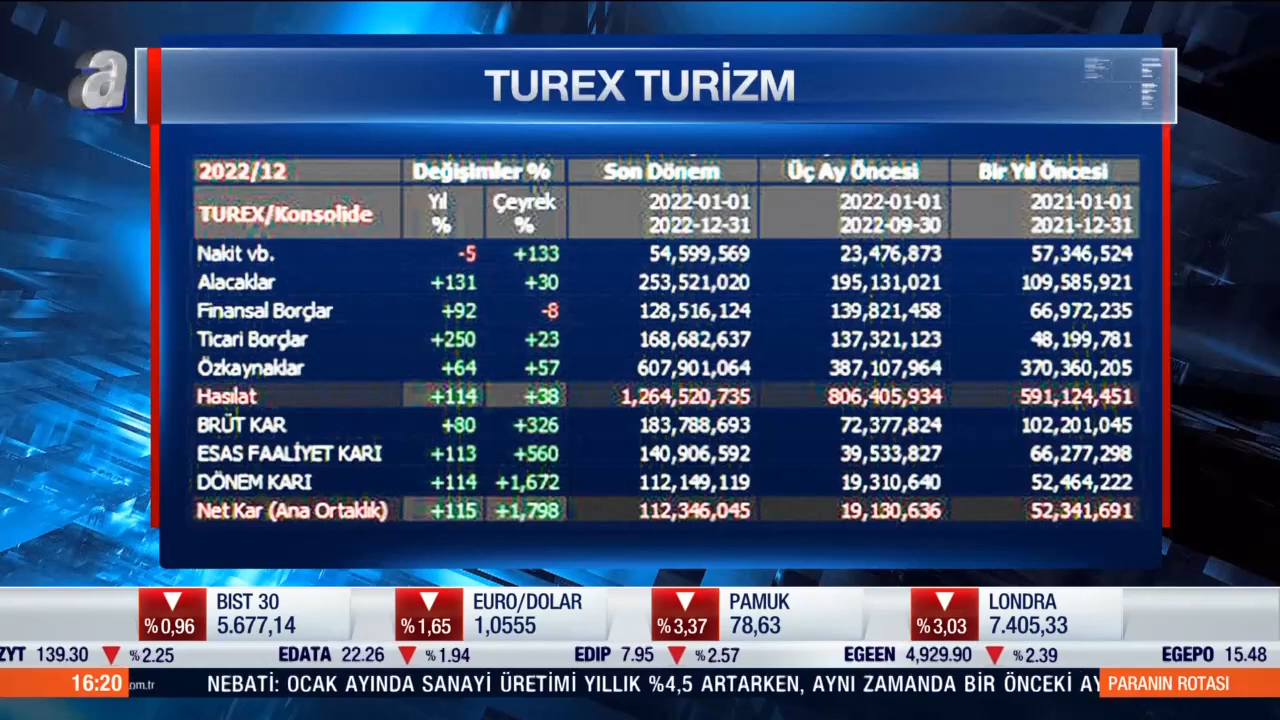 a
TUREX TURİZM
2022/12 Değişimler % Son Dönem Üç Ay Öncesi Bir Yıl Öncesi
TUREX/Konsolide Yıl % Çeyrek % 2022-01-01 2022-12-31 2022-01-01 2022-09-30 2021-01-01 2021-12-31
Nakit vb. -5 +133 54,599,569 23,476,873 57,346,524
Alacaklar +131 +30 253,521,020 195,131,021 109,585,921
Finansal Borçlar +92 -8 128,516,124 139,821,458 66,972,235
Ticari Borçlar +250 +23 168,682,637 137,321,123 48,199,781
Özkaynaklar +64 +57 607,901,064 387,107,964 370,360,205
Hasılat +114 +38 1,264,520,735 806,405,934 591,124,451
BRÜT KAR +80 +326 183,788,693 72,377,824 102,201,045
ESAS FAALİYET KARI +113 +560 140,906,592 39,533,827 66,277,298
DÖNEM KARI +114 +1,672 112,149,119 19,310,640 52,464,222
Net Kar (Ana Ortaklık) +115 +1,798 112,346,045 19,130,636 52,341,691
%0,96 BIST 30 5.677,14 %1,65 EURO/DOLAR 1,0555 %3,37 PAMUK 78,63 %3,03 LONDRA 7.405,33
ZYT 139.30 %2.25 EDATA 22.26 %1.94 EDIP 7.95 %2.57 EGEEN 4,929.90 %2.39 EGEPO 15.48
16:20 om.tr NEBATİ: OCAK AYINDA SANAYİ ÜRETİMİ YILLIK %4,5 ARTARKEN, AYNI ZAMANDA BİR ÖNCEKİ AY PARANIN ROTASI